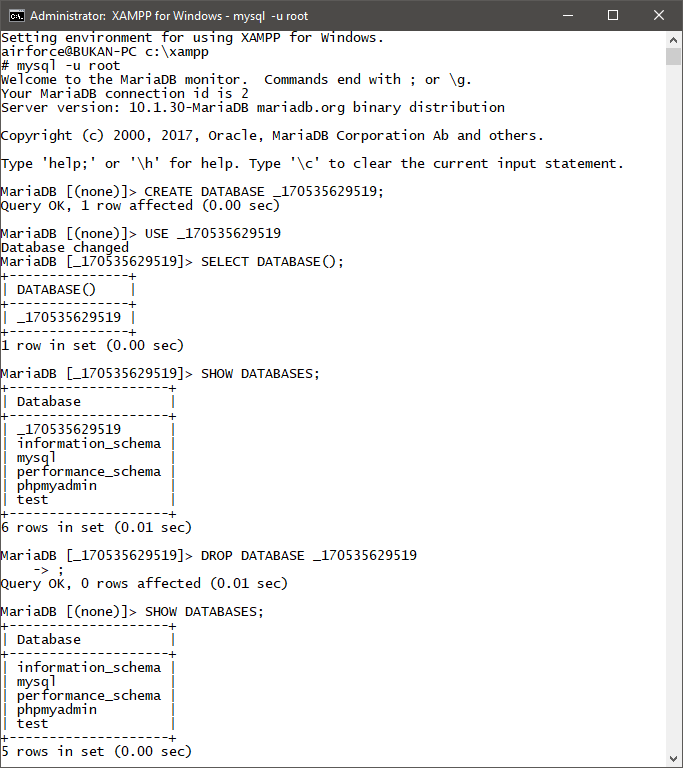 Administrator:  XAMPP for Windows - mysql  -u root
Setting environment for using XAMPP for Windows.
airforce@BUKAN-PC c:\xampp
# mysql -u root
Welcome to the MariaDB monitor.  Commands end with ; or \g.
Your MariaDB connection id is 2
Server version: 10.1.30-MariaDB mariadb.org binary distribution

Copyright (c) 2000, 2017, Oracle, MariaDB Corporation Ab and others.

Type 'help;' or '\h' for help. Type '\c' to clear the current input statement.

MariaDB [(none)]> CREATE DATABASE _170535629519;
Query OK, 1 row affected (0.00 sec)

MariaDB [(none)]> USE _170535629519
Database changed
MariaDB [_170535629519]> SELECT DATABASE();
+---------------+
| DATABASE()    |
+---------------+
| _170535629519 |
+---------------+
1 row in set (0.00 sec)

MariaDB [_170535629519]> SHOW DATABASES;
+--------------------+
| Database           |
+--------------------+
| _170535629519      |
| information_schema |
| mysql              |
| performance_schema |
| phpmyadmin         |
| test               |
+--------------------+
6 rows in set (0.01 sec)

MariaDB [_170535629519]> DROP DATABASE _170535629519
    -> ;
Query OK, 0 rows affected (0.01 sec)

MariaDB [(none)]> SHOW DATABASES;
+--------------------+
| Database           |
+--------------------+
| information_schema |
| mysql              |
| performance_schema |
| phpmyadmin         |
| test               |
+--------------------+
5 rows in set (0.00 sec)